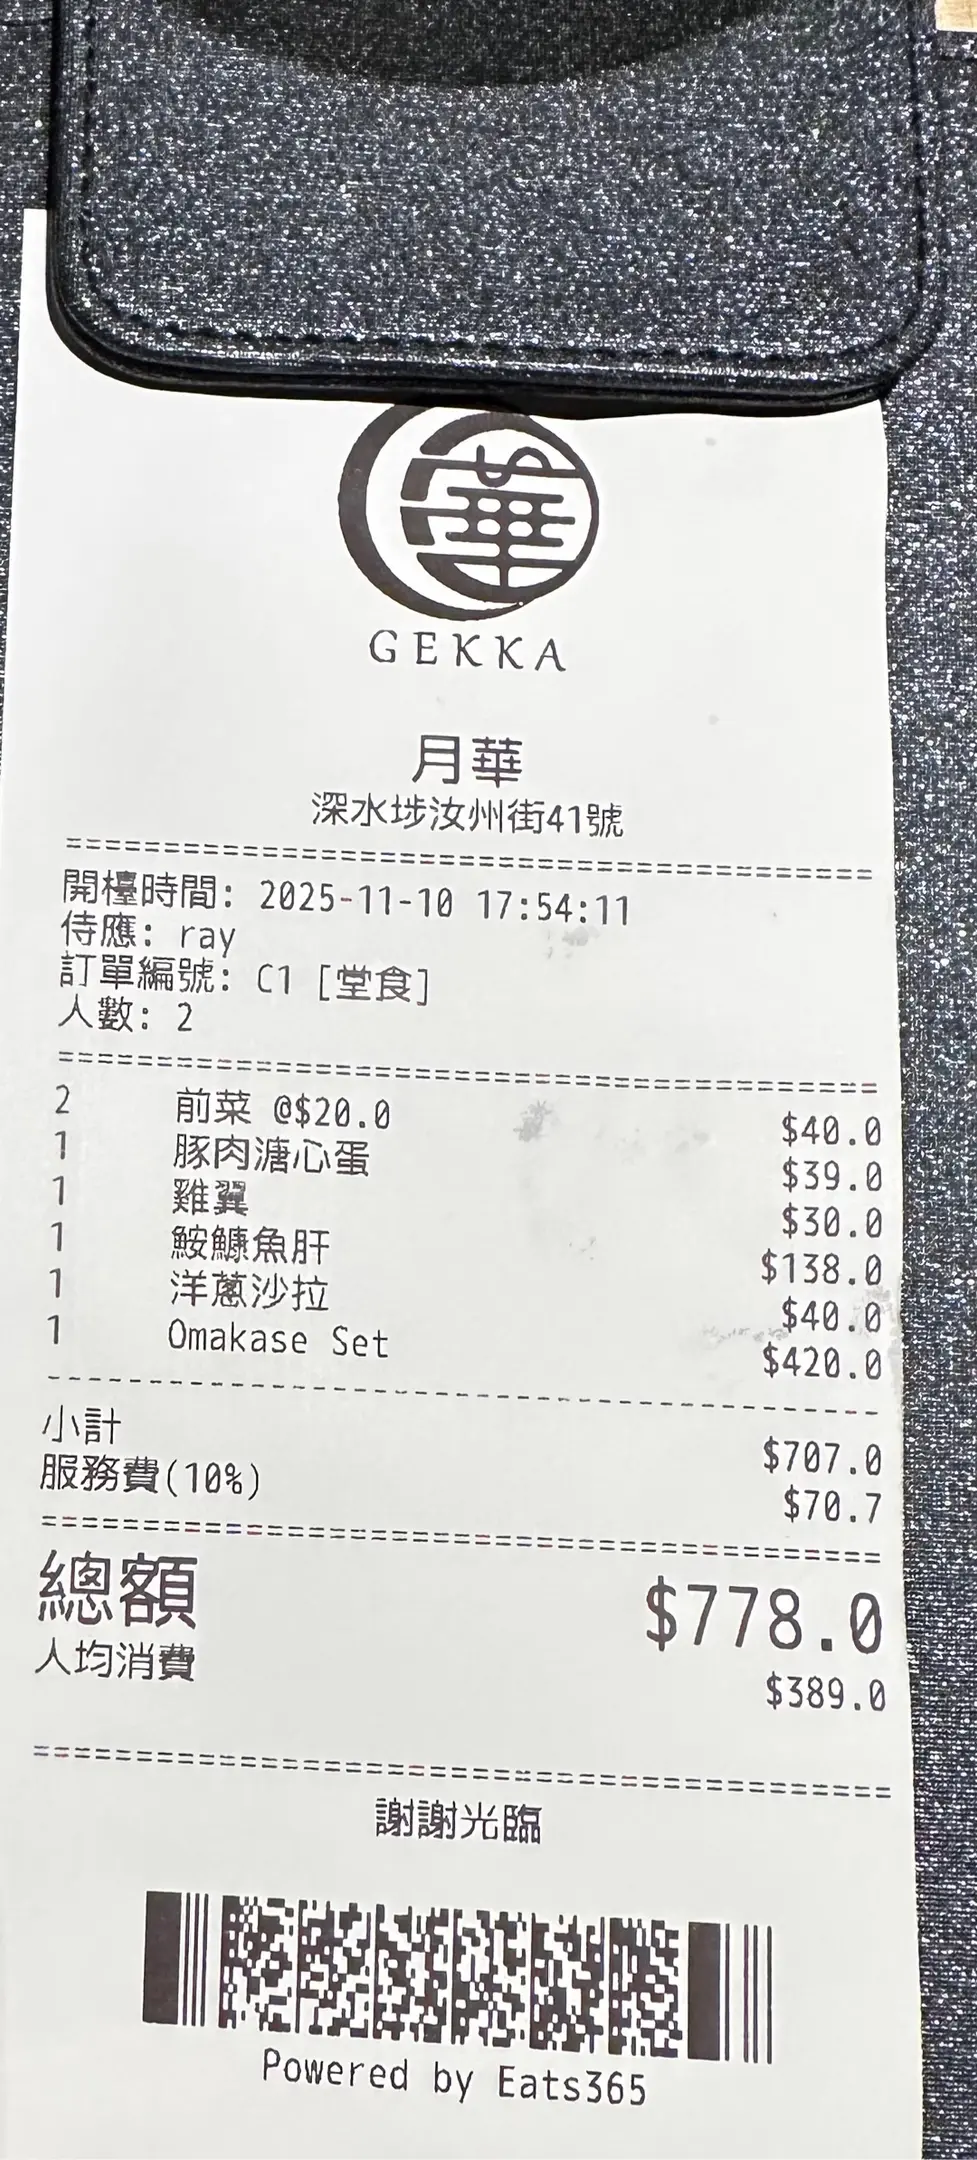 華
GEKKA
月華
深水埗汝州街41號
開檯時間: 2025-11-10 17:54:11
侍應: ray
訂單編號: C1 [堂食]
人數: 2
2 前菜 @$20.0 $40.0
1 豚肉溏心蛋 $39.0
1 雞翼 $30.0
1 鮟鱇魚肝 $138.0
1 洋蔥沙拉 $40.0
1 Omakase Set $420.0
小計 $707.0
服務費(10%) $70.7
總額 $778.0
人均消費 $389.0
謝謝光臨
Powered by Eats365